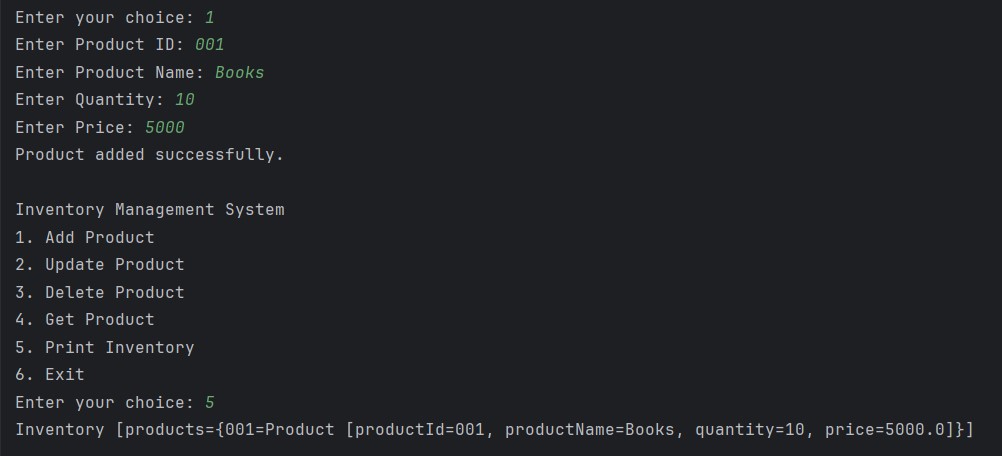 Enter your choice: 1
Enter Product ID: 001
Enter Product Name: Books
Enter Quantity: 10
Enter Price: 5000
Product added successfully.
Inventory Management System
1. Add Product
2. Update Product
3. Delete Product
4. Get Product
5. Print Inventory
6. Exit
Enter your choice: 5
Inventory [products={001=Product [productId=001, productName=Books, quantity=10, price=5000.0]}]